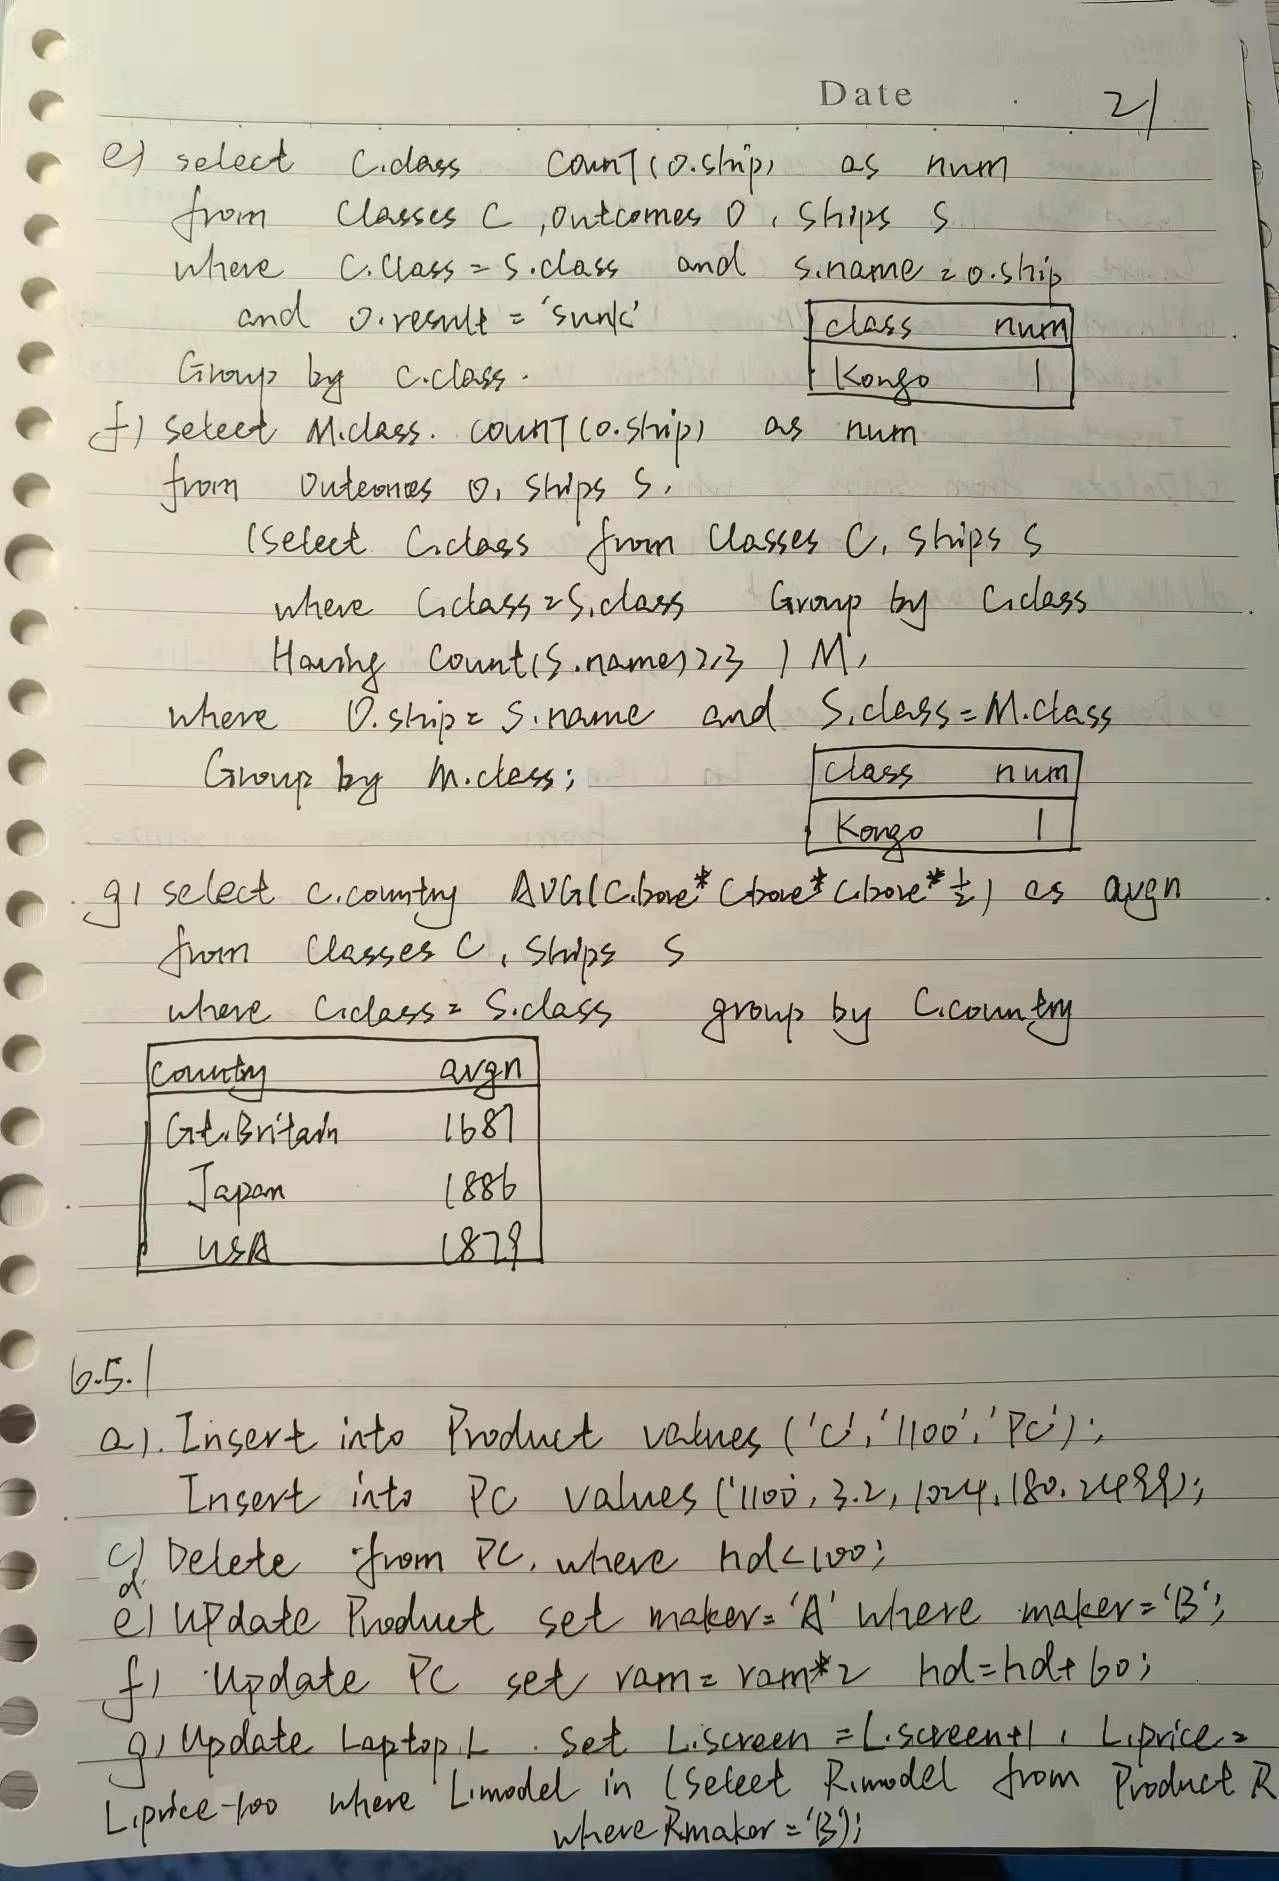 Date 21
e) select C.class COUNT(O.ship) as num
from Classes C, Outcomes O, Ships S
where C.Class = S.class and S.name = O.ship
and O.result = 'sunk'
class num
Group by C.class.
Kongo 1
f) select M.class. COUNT(O.ship) as num
from Outcomes O, Ships S,
(Select C.class from Classes C, Ships S
where C.class = S.class Group by C.class
Having Count(S.name) ≥ 3 ) M,
where O.ship = S.name and S.class = M.class
Group by M.class;
class num
Kongo 1
g) select C.country AVG(C.bore* C.bore* C.bore* ½) as avgn
from Classes C, Ships S
where C.class = S.class group by C.country
country avgn
Gt.Britain 1687
Japan 1886
USA 1879
6.5.1
a). Insert into Product values ('C', '1100', 'PC');
Insert into PC values ('1100', 3.2, 1024, 180, 2499);
c) Delete from PC, where hd<100;
d.
e) UPdate Product set maker='A' where maker='B';
f) Update PC set ram = ram*2 hd=hd+60;
g) Update Laptop L. Set L.screen = L.screen+1, L.price =
L.price-100 where L.model in (Select R.model from Product R
where R.maker = 'B');